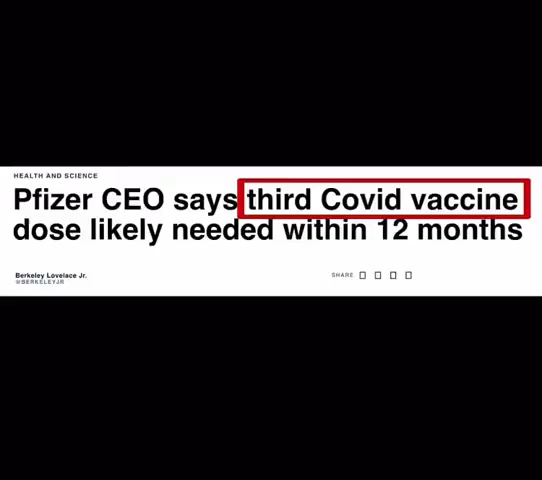 HEALTH AND SCIENCE
Pfizer CEO says third Covid vaccine
dose likely needed within 12 months
Berkeley Lovelace Jr.
@BERKELEYJR
SHARE